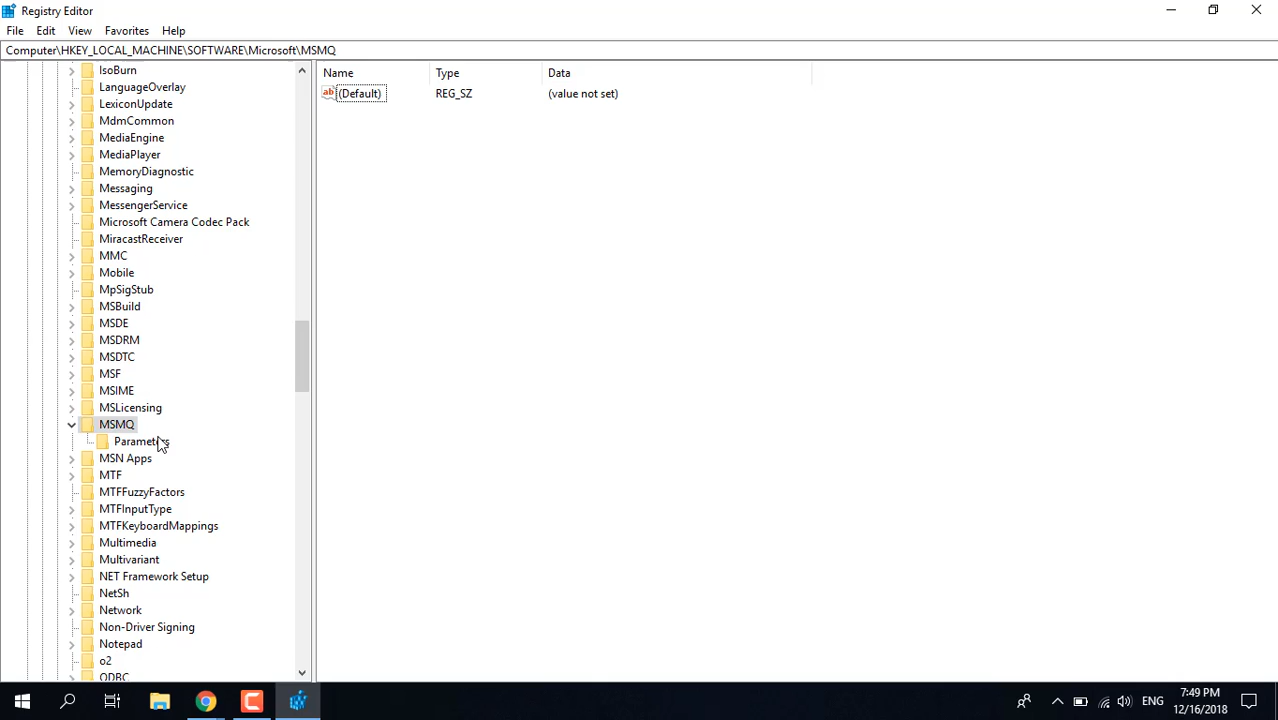 Registry Editor
File Edit View Favorites Help
Computer\HKEY_LOCAL_MACHINE\SOFTWARE\Microsoft\MSMQ
Name Type Data
ab (Default) REG_SZ (value not set)
IsoBurn
LanguageOverlay
LexiconUpdate
MdmCommon
MediaEngine
MediaPlayer
MemoryDiagnostic
Messaging
MessengerService
Microsoft Camera Codec Pack
MiracastReceiver
MMC
Mobile
MpSigStub
MSBuild
MSDE
MSDRM
MSDTC
MSF
MSIME
MSLicensing
MSMQ
Parameters
MSN Apps
MTF
MTFFuzzyFactors
MTFInputType
MTFKeyboardMappings
Multimedia
Multivariant
NET Framework Setup
NetSh
Network
Non-Driver Signing
Notepad
o2
ODBC
ENG
7:49 PM
12/16/2018